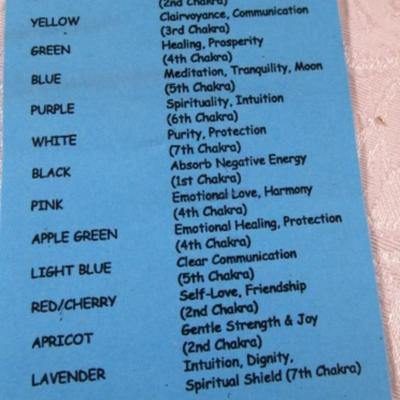 (2nd Chakra)
YELLOW Clairvoyance, Communication
(3rd Chakra)
GREEN Healing, Prosperity
(4th Chakra)
BLUE Meditation, Tranquility, Moon
(5th Chakra)
PURPLE Spirituality, Intuition
(6th Chakra)
WHITE Purity, Protection
(7th Chakra)
BLACK Absorb Negative Energy
(1st Chakra)
PINK Emotional Love, Harmony
(4th Chakra)
APPLE GREEN Emotional Healing, Protection
(4th Chakra)
LIGHT BLUE Clear Communication
(5th Chakra)
RED/CHERRY Self-Love, Friendship
(2nd Chakra)
APRICOT Gentle Strength & Joy
(2nd Chakra)
LAVENDER Intuition, Dignity,
Spiritual Shield (7th Chakra)